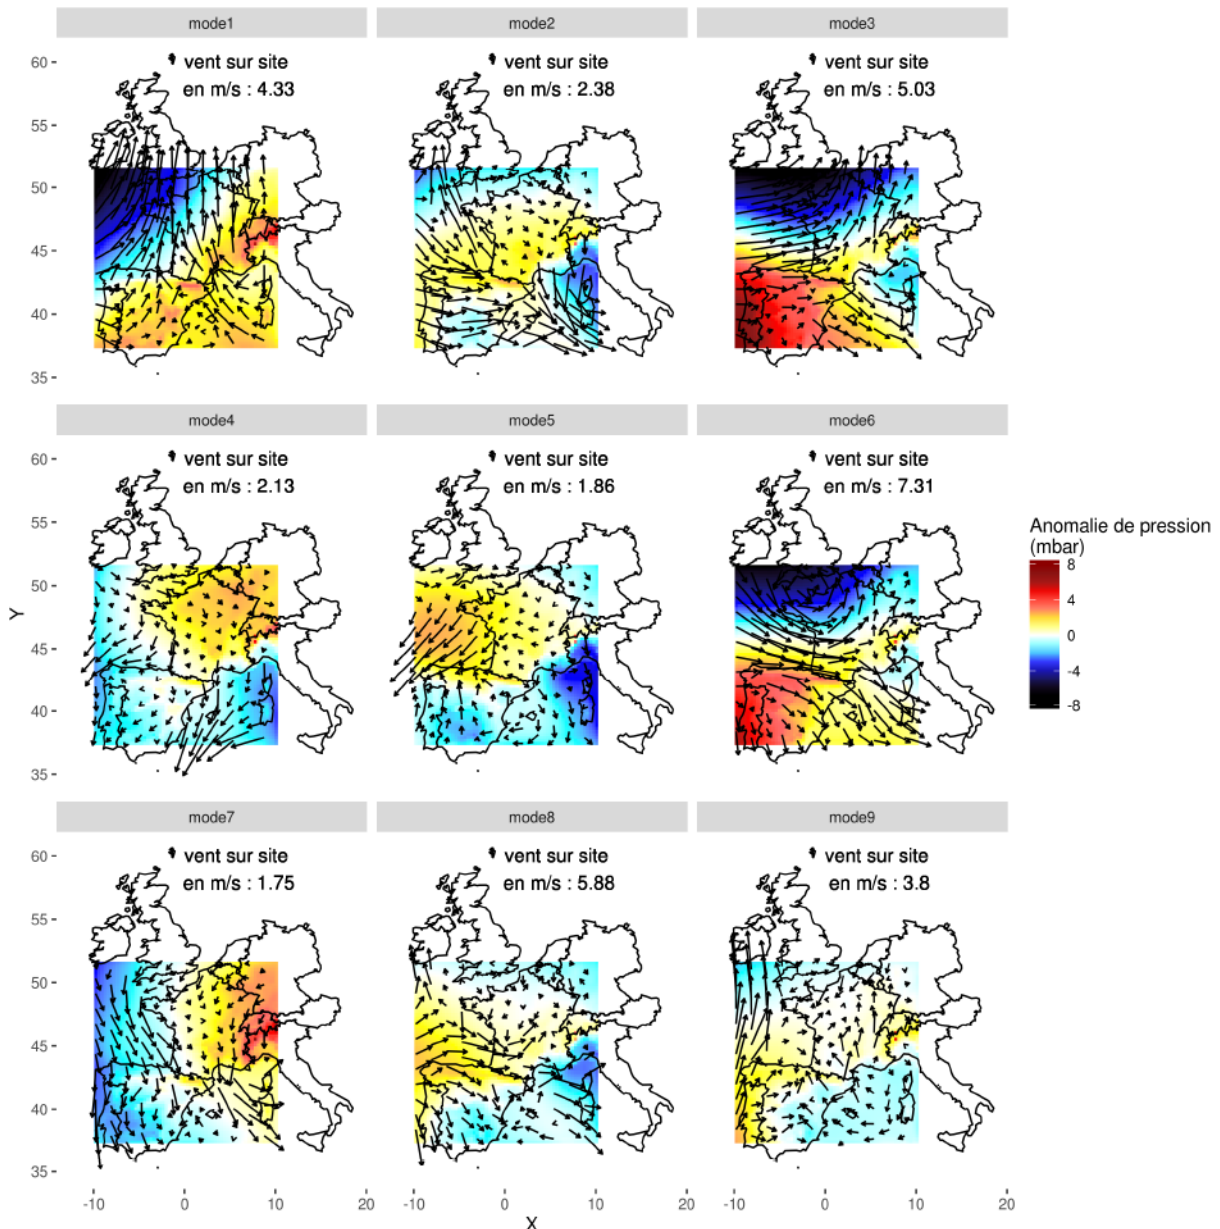 mode1
mode2
mode3
60
55
50
45
40
35
vent sur site
en m/s : 4.33
vent sur site
en m/s : 2.38
vent sur site
en m/s : 5.03
mode4
mode5
mode6
60
55
50
45
40
35
vent sur site
en m/s : 2.13
vent sur site
en m/s : 1.86
vent sur site
en m/s : 7.31
Y
Anomalie de pression
(mbar)
8
4
0
-4
-8
mode7
mode8
mode9
60
55
50
45
40
35
vent sur site
en m/s : 1.75
vent sur site
en m/s : 5.88
vent sur site
en m/s : 3.8
-10 0 10 20
-10 0 10 20
-10 0 10 20
X